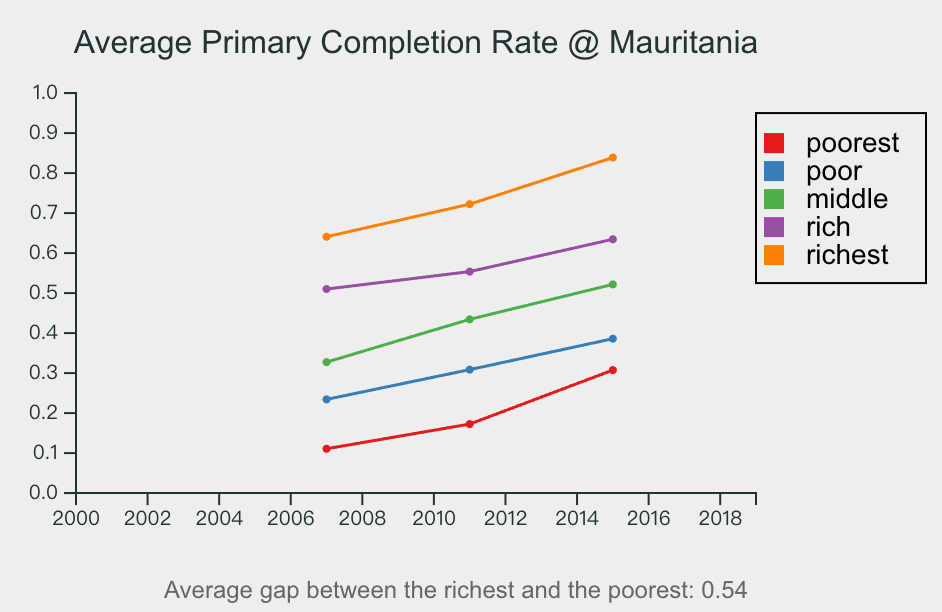 Average Primary Completion Rate @ Mauritania
1.0
0.9
0.8
0.7
0.6
0.5
0.4
0.3
0.2
0.1
0.0
2000 2002 2004 2006 2008 2010 2012 2014 2016 2018
poorest
poor
middle
rich
richest
Average gap between the richest and the poorest: 0.54